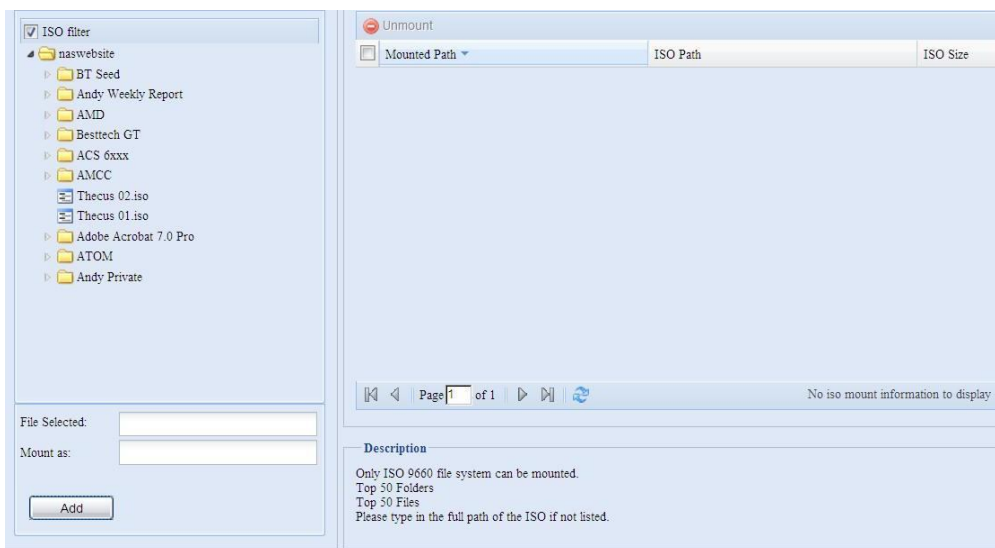 ISO filter
naswebsite
BT Seed
Andy Weekly Report
AMD
Besttech GT
ACS 6xxx
AMCC
Thecus 02.iso
Thecus 01.iso
Adobe Acrobat 7.0 Pro
ATOM
Andy Private
File Selected:
Mount as:
Add
Unmount
Mounted Path ISO Path ISO Size
Page 1 of 1 No iso mount information to display
Description
Only ISO 9660 file system can be mounted.
Top 50 Folders
Top 50 Files
Please type in the full path of the ISO if not listed.